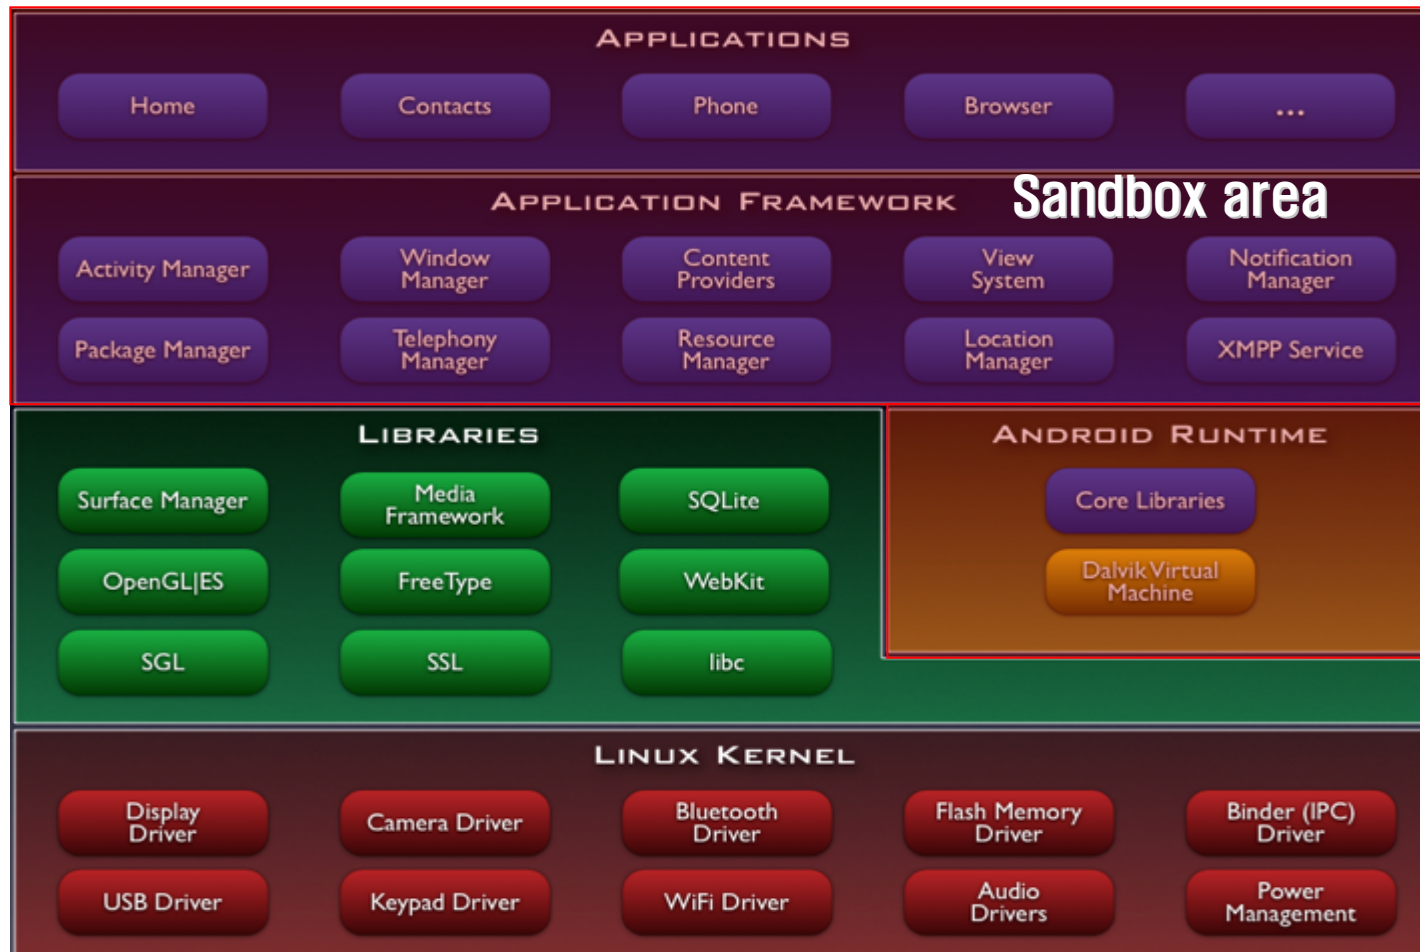 APPLICATIONS
Home
Contacts
Phone
Browser
...
APPLICATION FRAMEWORK
Sandbox area
Activity Manager
Window
Manager
Content
Providers
View
System
Notification
Manager
Package Manager
Telephony
Manager
Resource
Manager
Location
Manager
XMPP Service
LIBRARIES
Surface Manager
Media
Framework
SQLite
OpenGL|ES
FreeType
WebKit
SGL
SSL
libc
ANDROID RUNTIME
Core Libraries
Dalvik Virtual
Machine
LINUX KERNEL
Display
Driver
Camera Driver
Bluetooth
Driver
Flash Memory
Driver
Binder (IPC)
Driver
USB Driver
Keypad Driver
WiFi Driver
Audio
Drivers
Power
Management